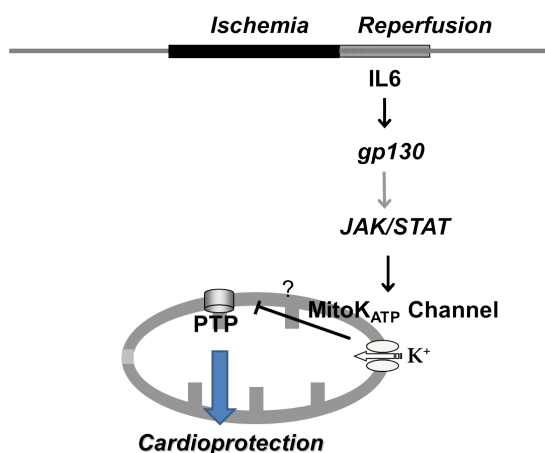 Ischemia Reperfusion
IL6
gp130
JAK/STAT
?
MitoKATP Channel
PTP
K+
Cardioprotection